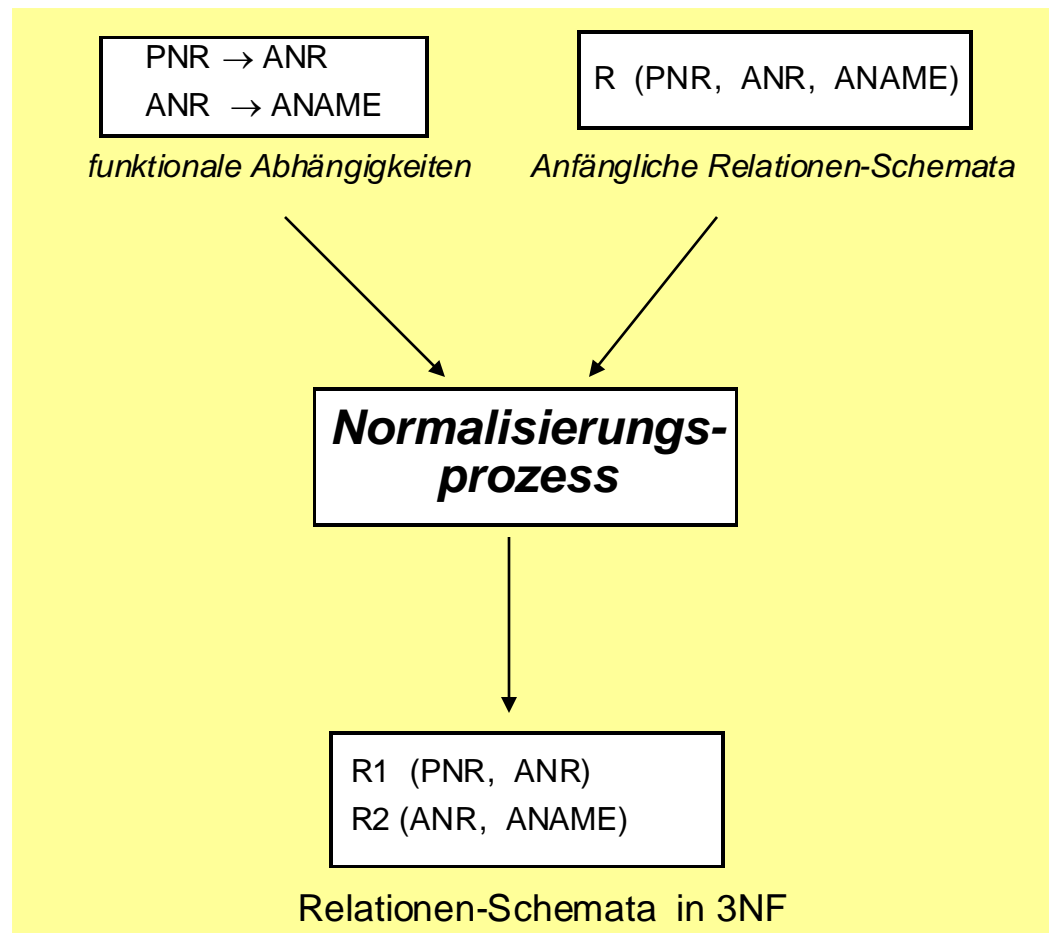 PNR → ANR
ANR → ANAME
funktionale Abhängigkeiten
R (PNR, ANR, ANAME)
Anfängliche Relationen-Schemata
Normalisierungs-
prozess
R1 (PNR, ANR)
R2 (ANR, ANAME)
Relationen-Schemata in 3NF